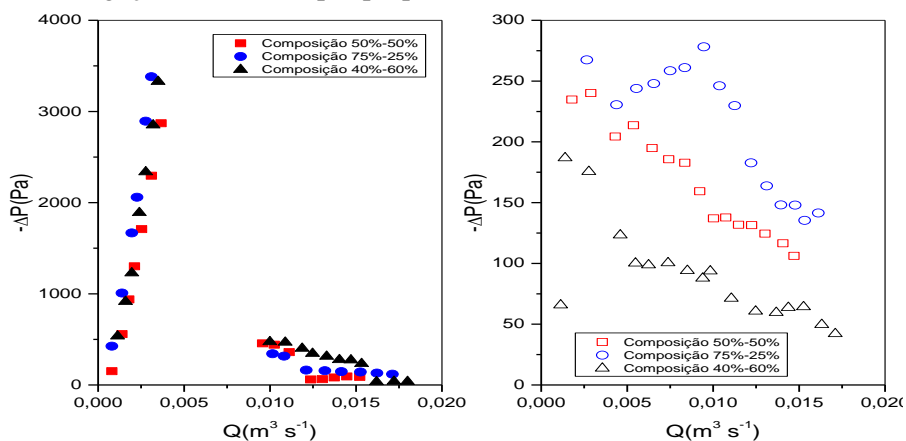 4000
3000
2000
1000
0
-ΔP(Pa)
Composição 50%-50%
Composição 75%-25%
Composição 40%-60%
0,000 0,005 0,010 0,015 0,020
Q(m³ s⁻¹)
300
250
200
150
100
50
0
-ΔP(Pa)
Composição 50%-50%
Composição 75%-25%
Composição 40%-60%
0,000 0,005 0,010 0,015 0,020
Q(m³ s⁻¹)